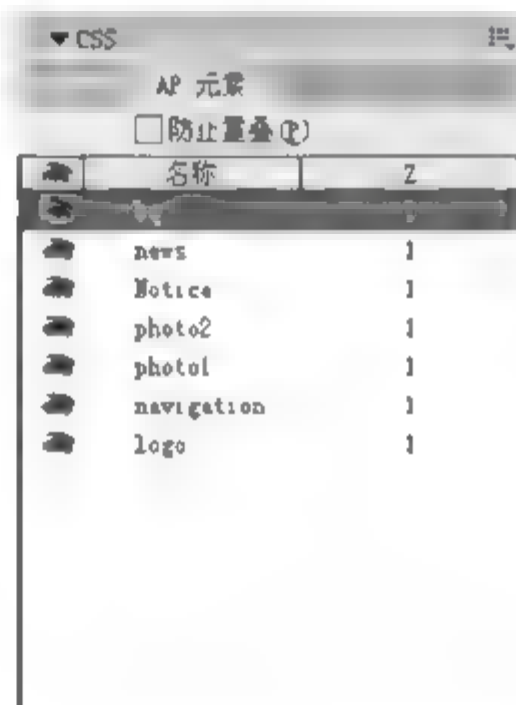 CSS
AP 元素
防止重叠(P)
名称 Z
news 1
Notice 1
photo2 1
photo1 1
navigation 1
logo 1